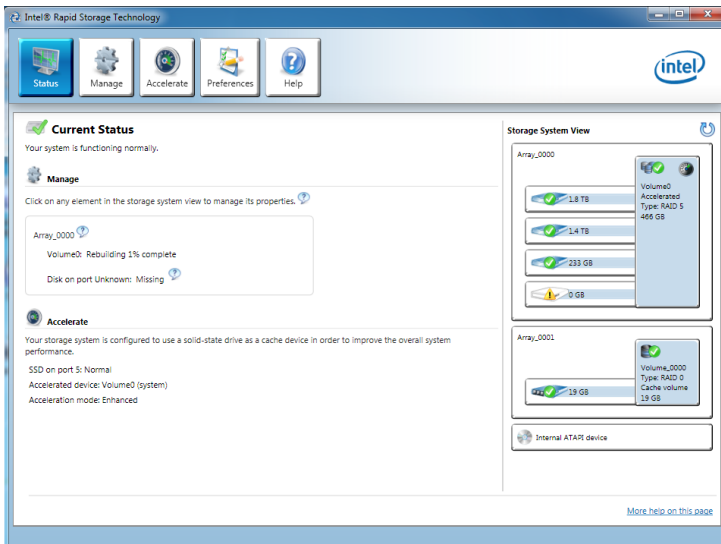 Intel® Rapid Storage Technology
Status
Manage
Accelerate
Preferences
Help
intel
Current Status
Your system is functioning normally.
Manage
Click on any element in the storage system view to manage its properties.
Array_0000
Volume0: Rebuilding 1% complete
Disk on port Unknown: Missing
Accelerate
Your storage system is configured to use a solid-state drive as a cache device in order to improve the overall system
performance.
SSD on port 5: Normal
Accelerated device: Volume0 (system)
Acceleration mode: Enhanced
Storage System View
Array_0000
1.8 TB
1.4 TB
233 GB
0 GB
Volume0
Accelerated
Type: RAID 5
466 GB
Array_0001
19 GB
Volume_0000
Type: RAID 0
Cache volume
19 GB
Internal ATAPI device
More help on this page